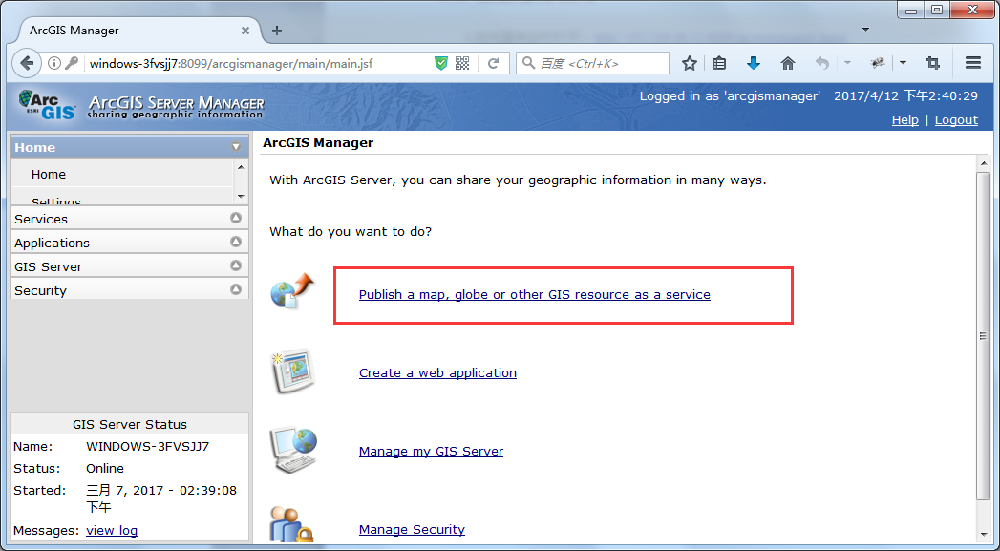 ArcGIS Manager
windows-3fvsjj7:8099/arcgismanager/main/main.jsf
百度 <Ctrl+K>
ArcGIS
ESRI
ArcGIS Server Manager
sharing geographic information
Logged in as 'arcgismanager' 2017/4/12 下午2:40:29
Help | Logout
Home
Home
Settings
Services
Applications
GIS Server
Security
GIS Server Status
Name: WINDOWS-3FVSJJ7
Status: Online
Started: 三月 7, 2017 - 02:39:08
下午
Messages: view log
ArcGIS Manager
With ArcGIS Server, you can share your geographic information in many ways.
What do you want to do?
Publish a map, globe or other GIS resource as a service
Create a web application
Manage my GIS Server
Manage Security